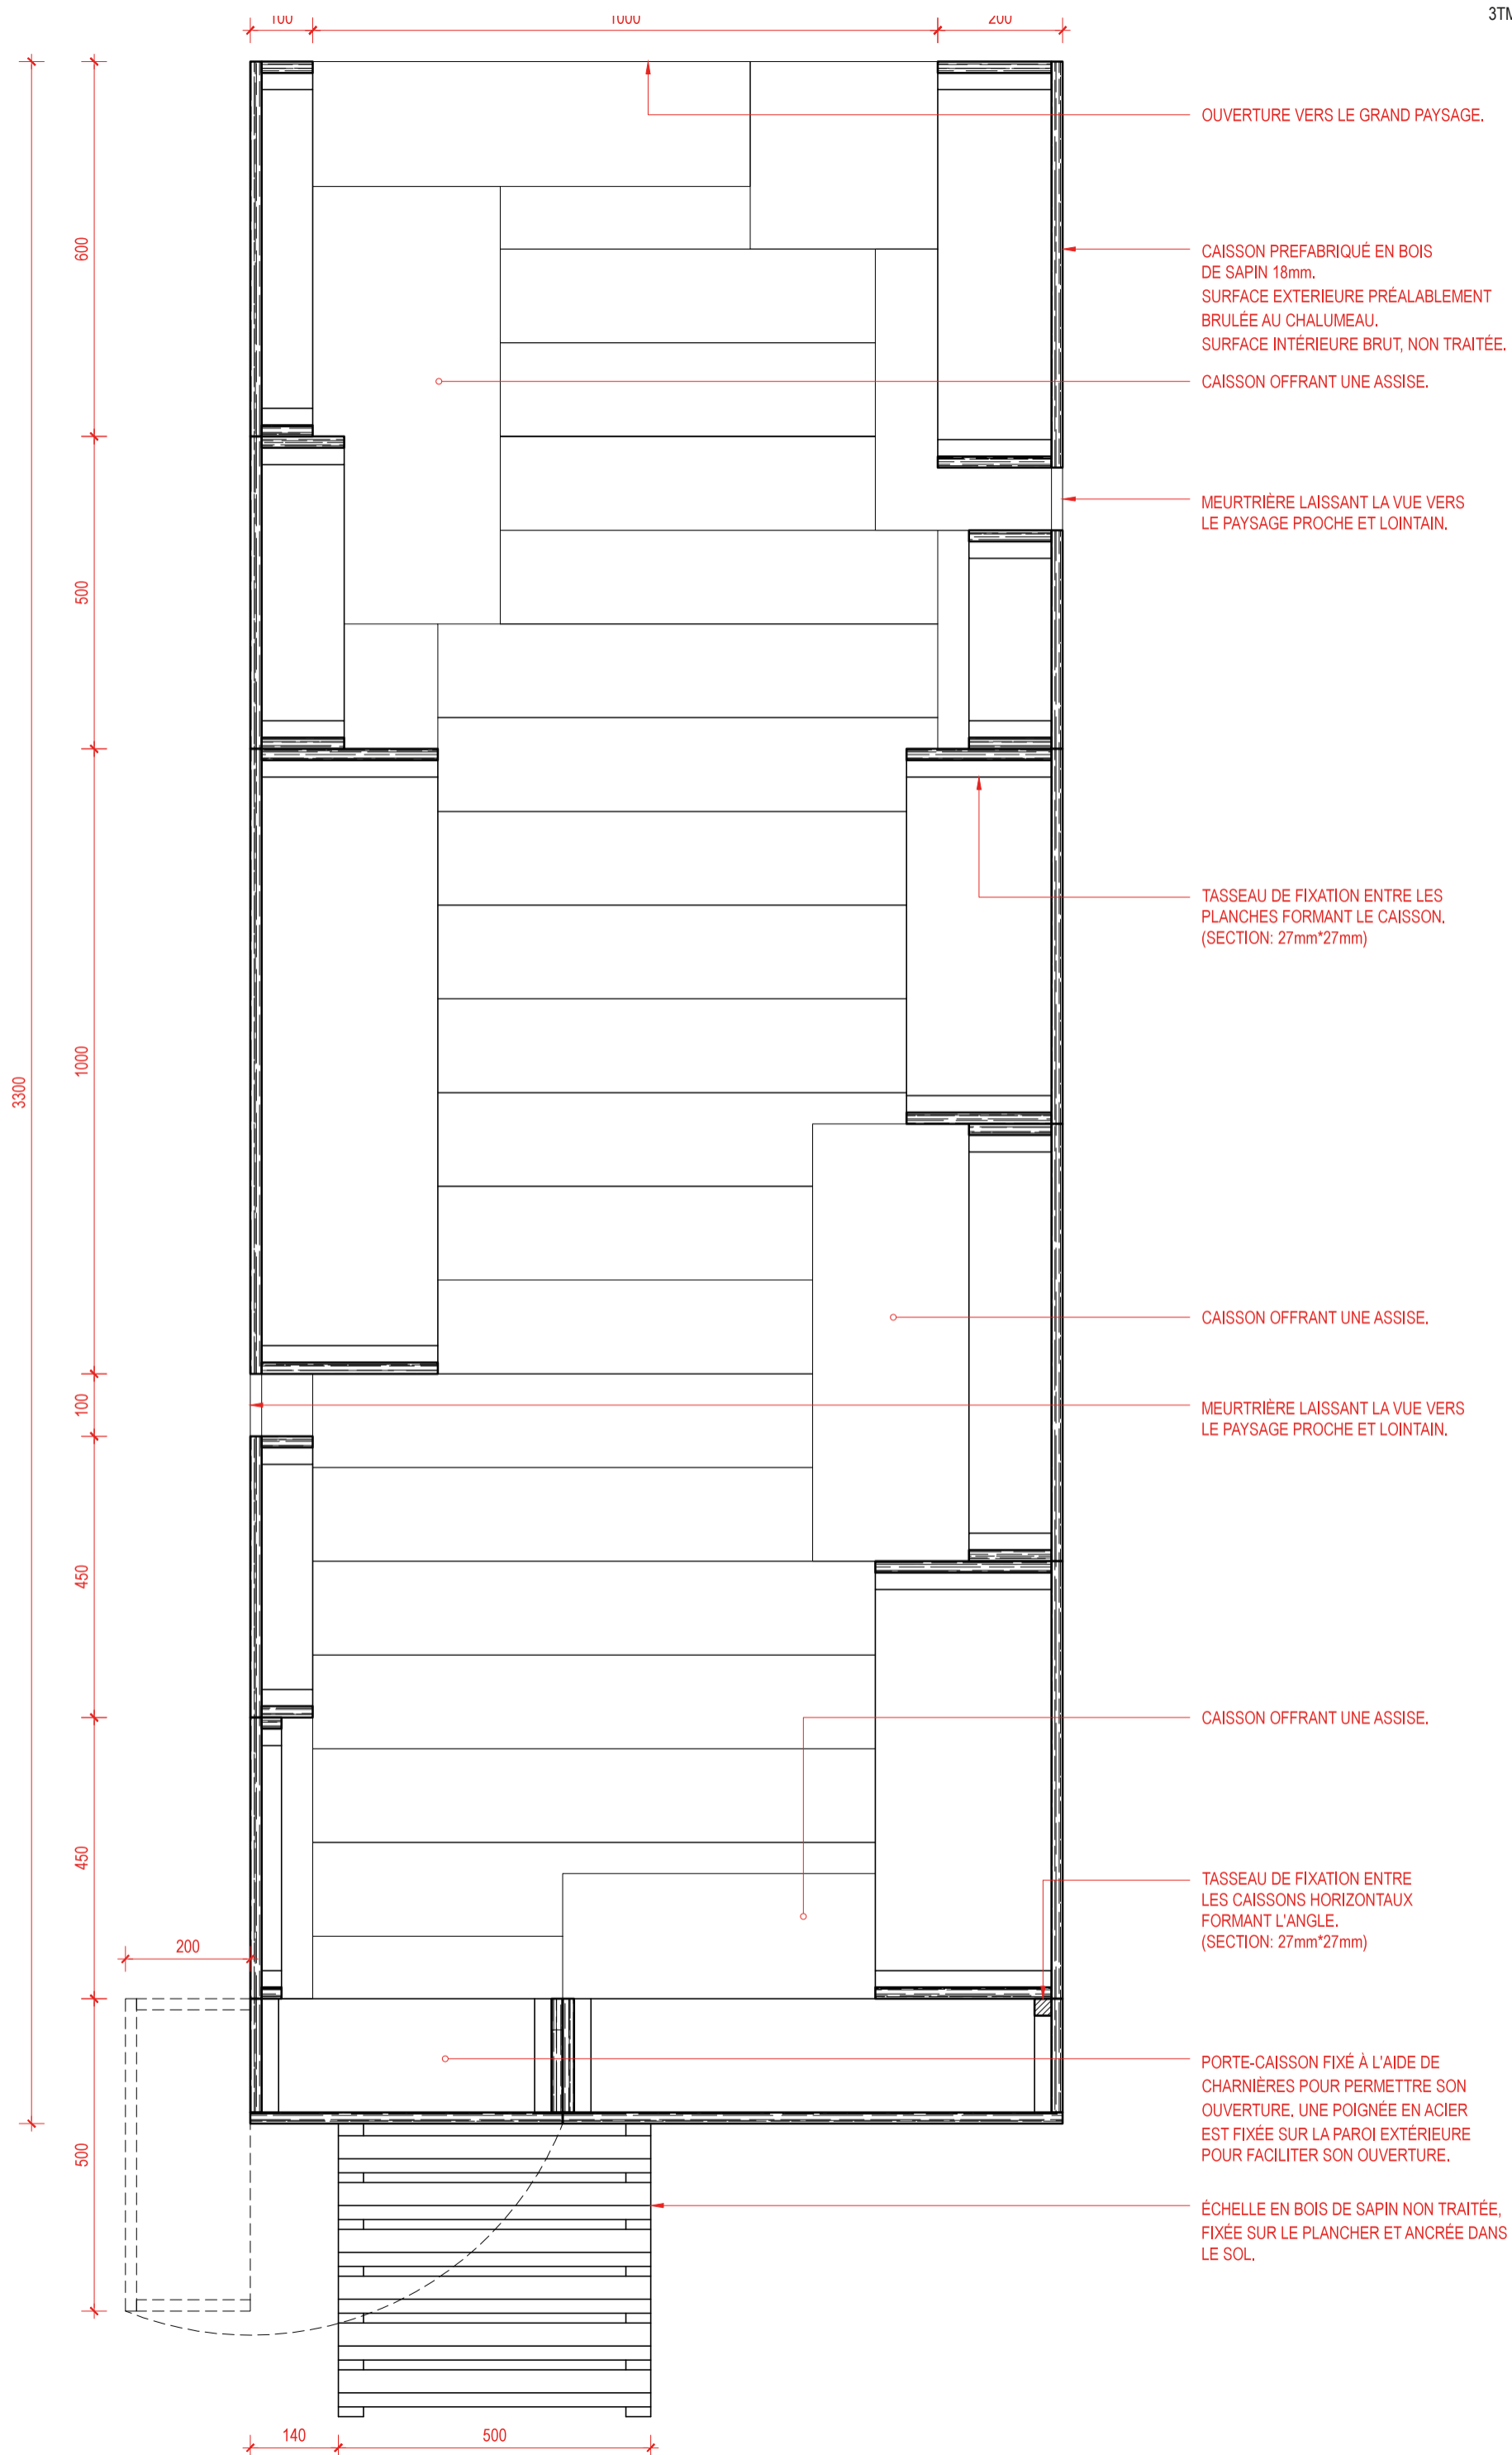 3TM
100
1000
200
OUVERTURE VERS LE GRAND PAYSAGE.
600
CAISSON PREFABRIQUÉ EN BOIS
DE SAPIN 18mm.
SURFACE EXTERIEURE PRÉALABLEMENT
BRULÉE AU CHALUMEAU.
SURFACE INTÉRIEURE BRUT, NON TRAITÉE.
CAISSON OFFRANT UNE ASSISE.
MEURTRIÈRE LAISSANT LA VUE VERS
LE PAYSAGE PROCHE ET LOINTAIN.
500
TASSEAU DE FIXATION ENTRE LES
PLANCHES FORMANT LE CAISSON.
(SECTION: 27mm*27mm)
1000
3300
CAISSON OFFRANT UNE ASSISE.
100
MEURTRIÈRE LAISSANT LA VUE VERS
LE PAYSAGE PROCHE ET LOINTAIN.
450
CAISSON OFFRANT UNE ASSISE.
450
TASSEAU DE FIXATION ENTRE
LES CAISSONS HORIZONTAUX
FORMANT L'ANGLE.
(SECTION: 27mm*27mm)
200
PORTE-CAISSON FIXÉ À L'AIDE DE
CHARNIÈRES POUR PERMETTRE SON
OUVERTURE. UNE POIGNÉE EN ACIER
EST FIXÉE SUR LA PAROI EXTÉRIEURE
POUR FACILITER SON OUVERTURE.
500
ÉCHELLE EN BOIS DE SAPIN NON TRAITÉE,
FIXÉE SUR LE PLANCHER ET ANCRÉE DANS
LE SOL.
140
500